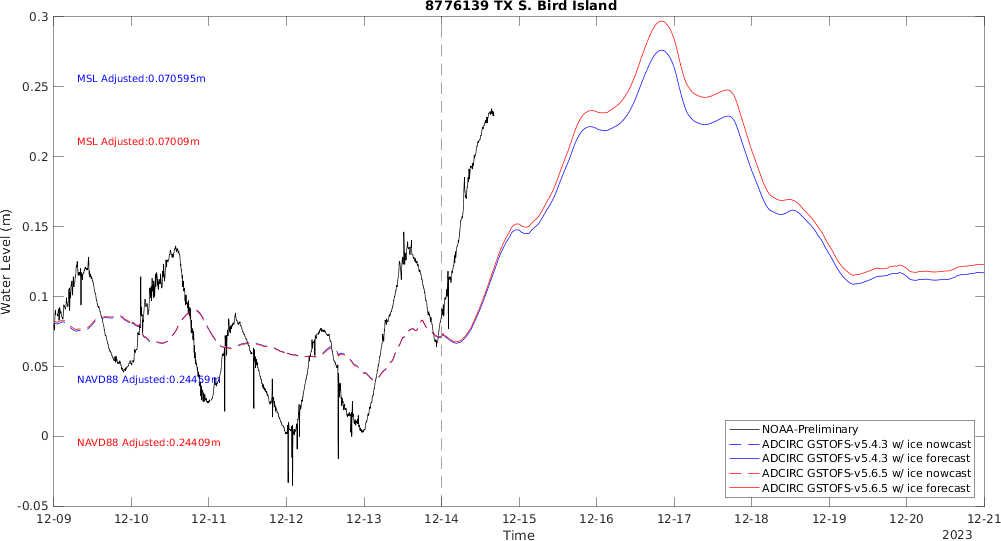 8776139 TX S. Bird Island
0.3
0.25
0.2
0.15
0.1
0.05
0
-0.05
Water Level (m)
MSL Adjusted:0.070595m
MSL Adjusted:0.07009m
NAVD88 Adjusted:0.24459m
NAVD88 Adjusted:0.24409m
NOAA-Preliminary
ADCIRC GSTOFS-v5.4.3 w/ ice nowcast
ADCIRC GSTOFS-v5.4.3 w/ ice forecast
ADCIRC GSTOFS-v5.6.5 w/ ice nowcast
ADCIRC GSTOFS-v5.6.5 w/ ice forecast
12-09 12-10 12-11 12-12 12-13 12-14 12-15 12-16 12-17 12-18 12-19 12-20 12-21
Time
2023